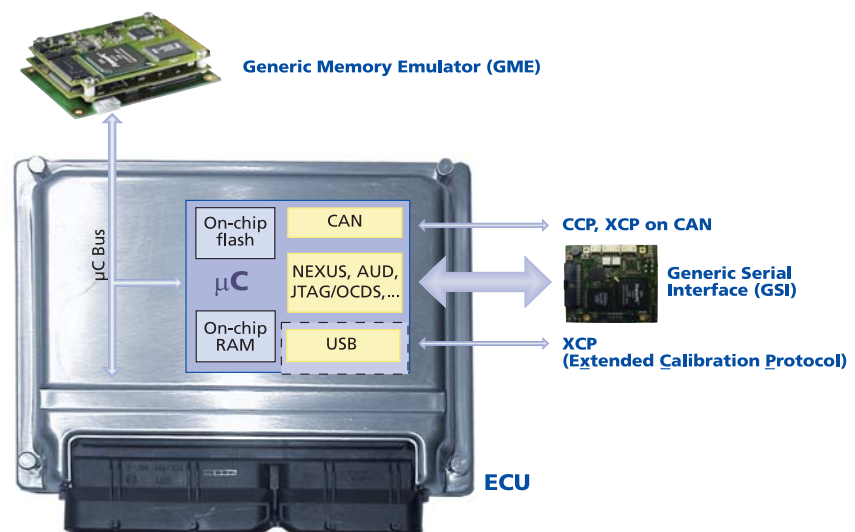 Generic Memory Emulator (GME)
µC Bus
On-chip
flash
CAN
CCP, XCP on CAN
µC
NEXUS, AUD,
JTAG/OCDS,...
Generic Serial
Interface (GSI)
On-chip
RAM
USB
XCP
(Extended Calibration Protocol)
ECU